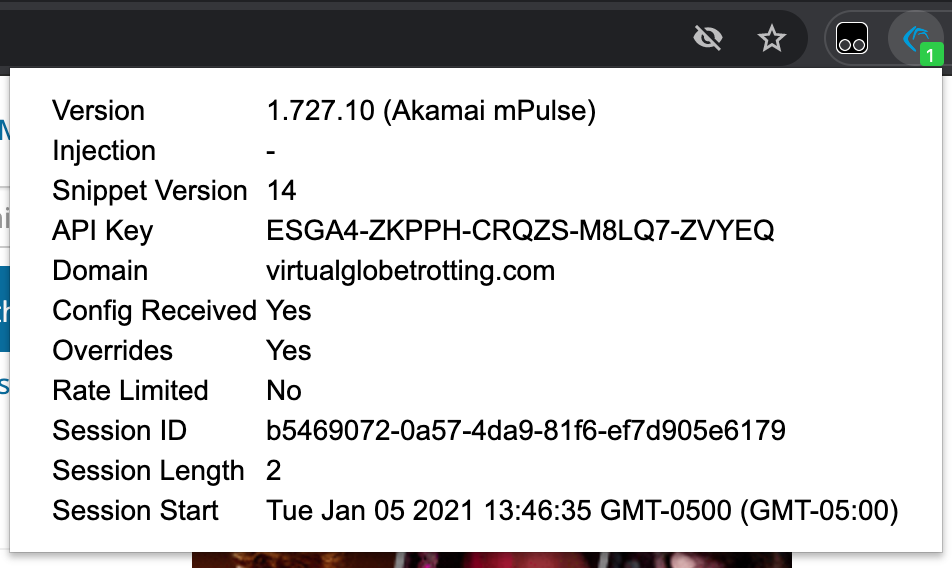 1
Version 1.727.10 (Akamai mPulse)
Injection -
Snippet Version 14
API Key ESGA4-ZKPPH-CRQZS-M8LQ7-ZVYEQ
Domain virtualglobetrotting.com
Config Received Yes
Overrides Yes
Rate Limited No
Session ID b5469072-0a57-4da9-81f6-ef7d905e6179
Session Length 2
Session Start Tue Jan 05 2021 13:46:35 GMT-0500 (GMT-05:00)